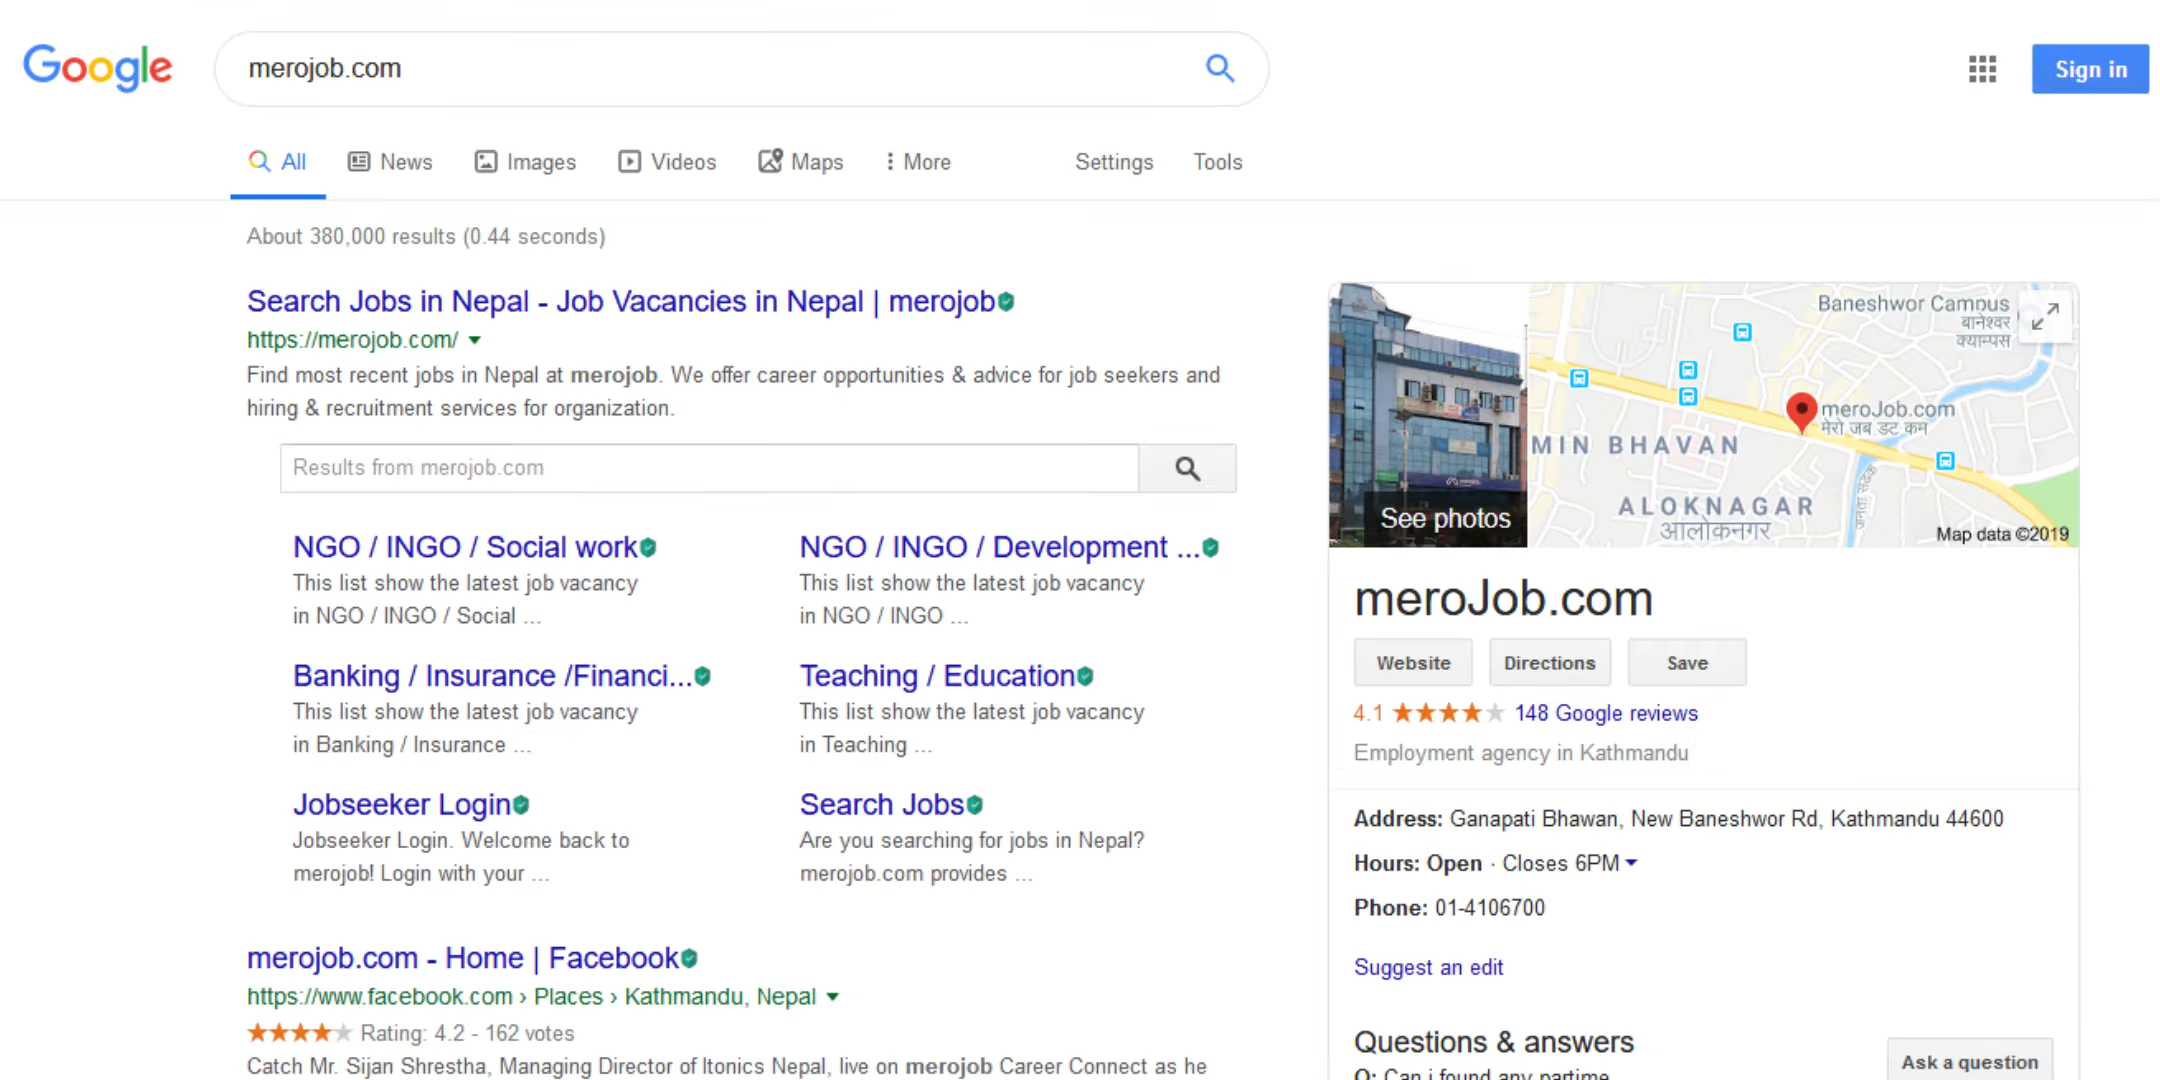 Google
merojob.com
Sign in
All
News
Images
Videos
Maps
More
Settings
Tools
About 380,000 results (0.44 seconds)
Search Jobs in Nepal - Job Vacancies in Nepal | merojob
https://merojob.com/
Find most recent jobs in Nepal at merojob. We offer career opportunities & advice for job seekers and
hiring & recruitment services for organization.
Results from merojob.com
NGO / INGO / Social work
This list show the latest job vacancy
in NGO / INGO / Social ...
NGO / INGO / Development ...
This list show the latest job vacancy
in NGO / INGO ...
Banking / Insurance /Financi...
This list show the latest job vacancy
in Banking / Insurance ...
Teaching / Education
This list show the latest job vacancy
in Teaching ...
Jobseeker Login
Jobseeker Login. Welcome back to
merojob! Login with your ...
Search Jobs
Are you searching for jobs in Nepal?
merojob.com provides ...
merojob.com - Home | Facebook
https://www.facebook.com › Places › Kathmandu, Nepal
Rating: 4.2 - 162 votes
Catch Mr. Sijan Shrestha, Managing Director of Itonics Nepal, live on merojob Career Connect as he
See photos
Baneshwor Campus
बानेश्वर
क्याम्पस
meroJob.com
मेरो जब डट कम
MIN BHAVAN
ALOKNAGAR
आलोकनगर
Map data ©2019
meroJob.com
Website
Directions
Save
4.1
148 Google reviews
Employment agency in Kathmandu
Address: Ganapati Bhawan, New Baneshwor Rd, Kathmandu 44600
Hours: Open · Closes 6PM
Phone: 01-4106700
Suggest an edit
Questions & answers
Ask a question
Q: Can i found any partime